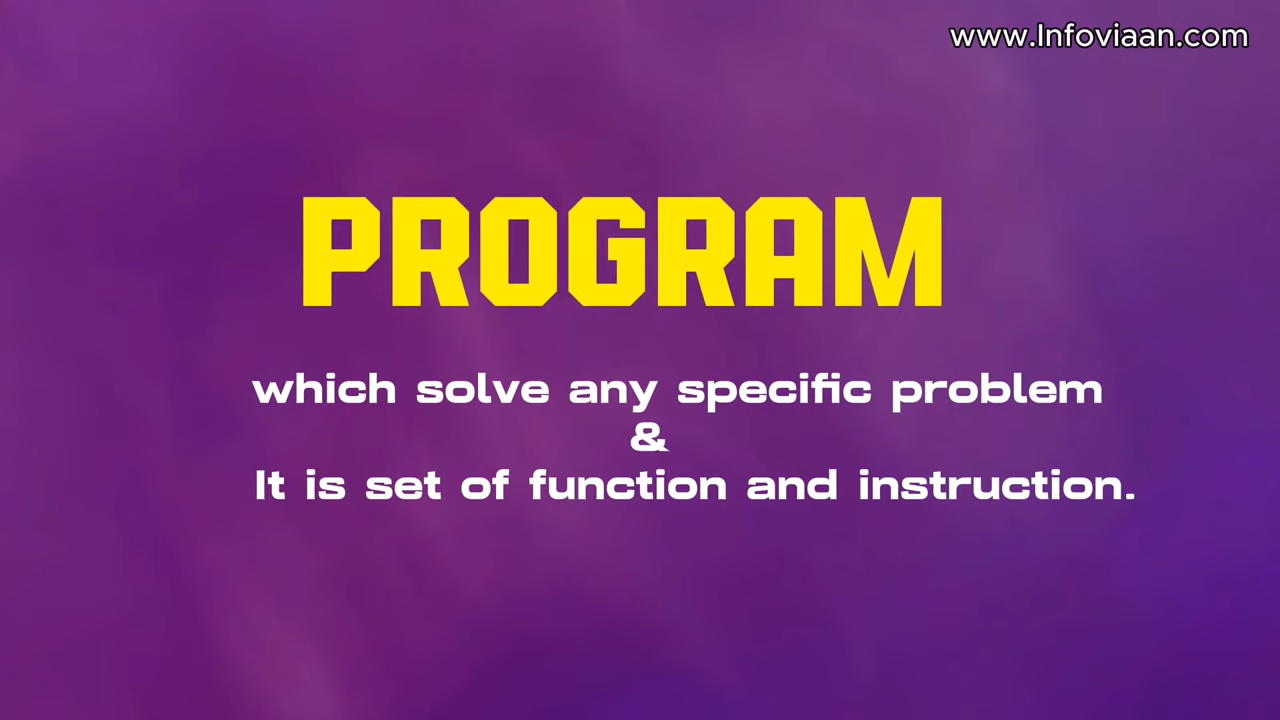 www.Infoviaan.com
PROGRAM
which solve any specific problem
&
It is set of function and instruction.